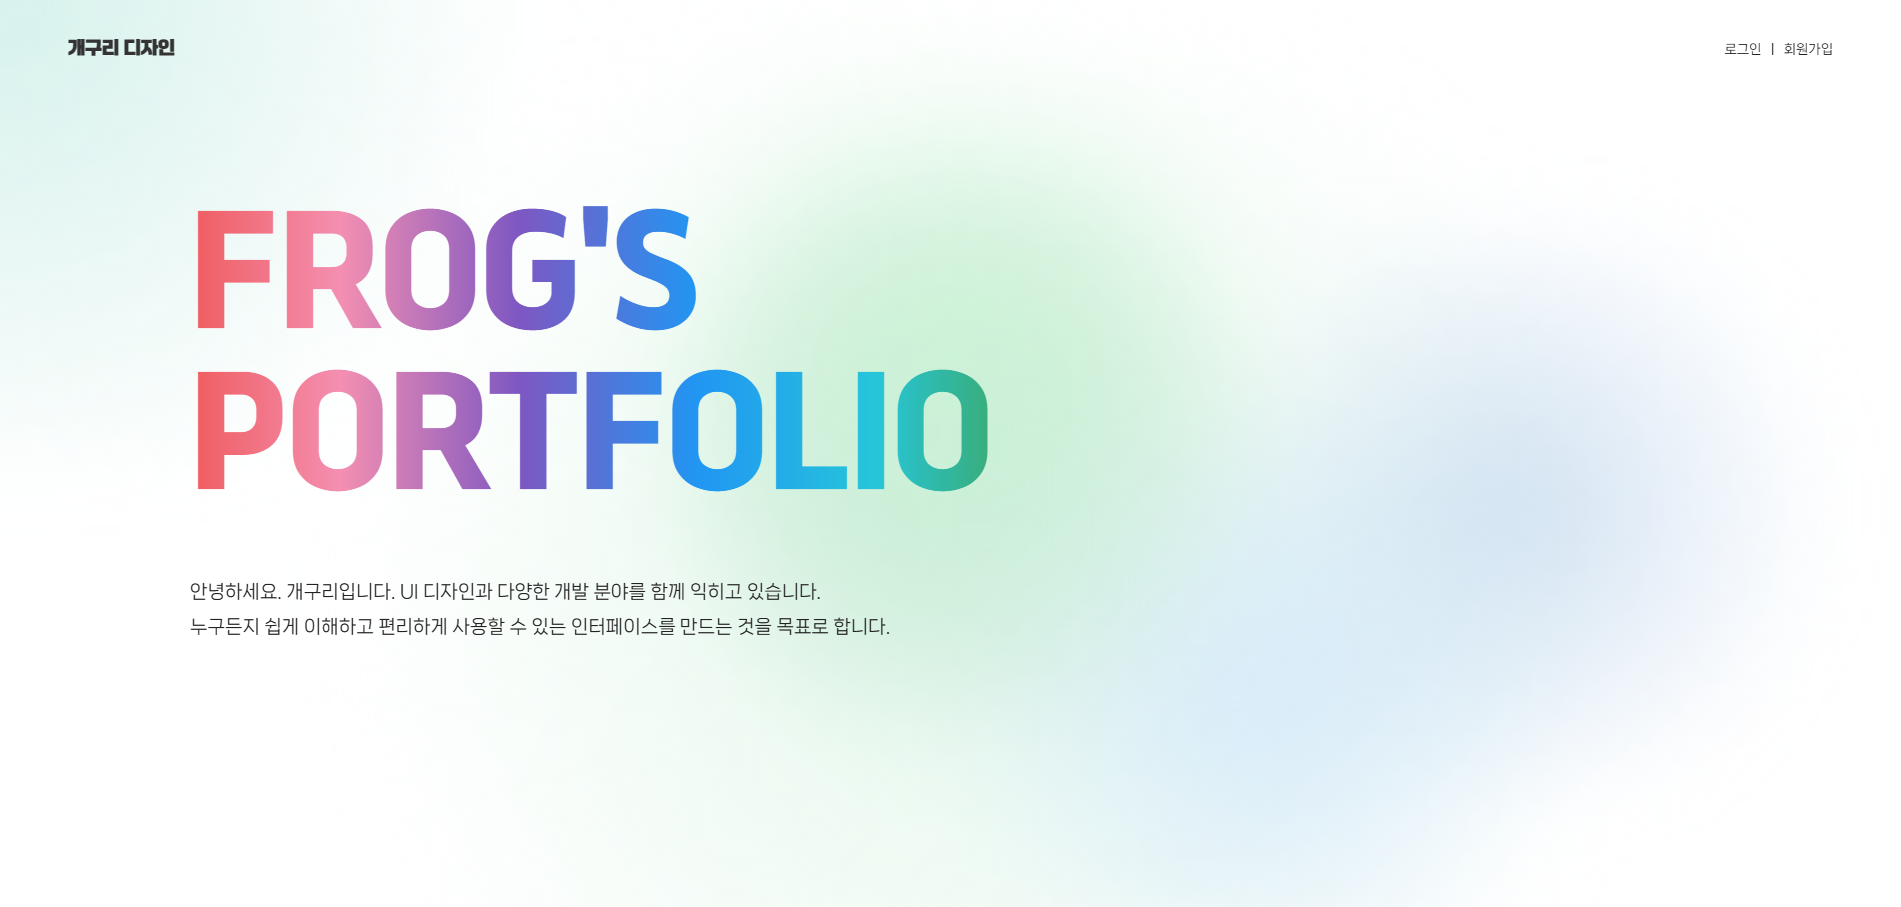 개구리 디자인
로그인 | 회원가입
FROG'S
PORTFOLIO
안녕하세요. 개구리입니다. UI 디자인과 다양한 개발 분야를 함께 익히고 있습니다.
누구든지 쉽게 이해하고 편리하게 사용할 수 있는 인터페이스를 만드는 것을 목표로 합니다.